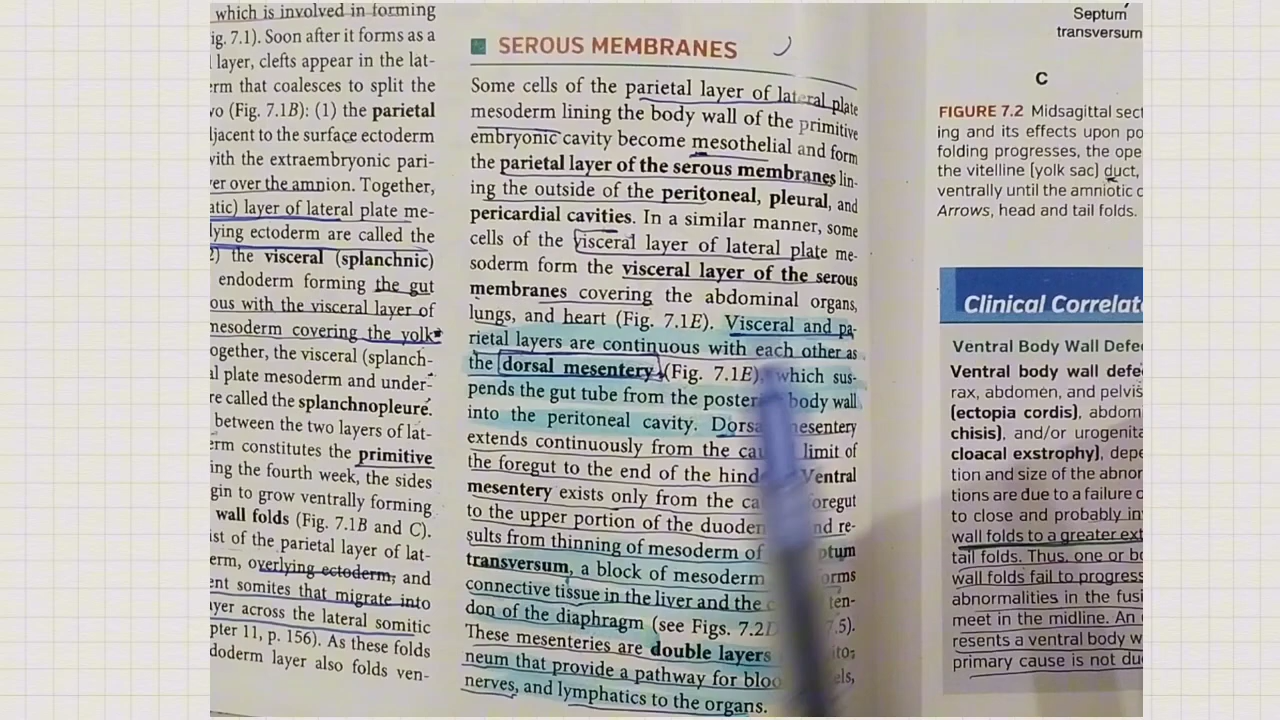 which is involved in forming
ig. 7.1). Soon after it forms as a
layer, clefts appear in the lat-
rm that coalesces to split the
vo (Fig. 7.1B): (1) the parietal
djacent to the surface ectoderm
with the extraembryonic pari-
er over the amnion. Together,
atic) layer of lateral plate me-
lying ectoderm are called the
2) the visceral (splanchnic)
endoderm forming the gut
ous with the visceral layer of
mesoderm covering the yolk
ogether, the visceral (splanch-
al plate mesoderm and under-
re called the splanchnopleure.
between the two layers of lat-
erm constitutes the primitive
ing the fourth week, the sides
gin to grow ventrally forming
wall folds (Fig. 7.1B and C).
ist of the parietal layer of lat-
erm, overlying ectoderm, and
ent somites that migrate into
ayer across the lateral somitic
pter 11, p. 156). As these folds
doderm layer also folds ven-
SEROUS MEMBRANES
Some cells of the parietal layer of lateral plate
mesoderm lining the body wall of the primitive
embryonic cavity become mesothelial and form
the parietal layer of the serous membranes lin-
ing the outside of the peritoneal, pleural, and
pericardial cavities. In a similar manner, some
cells of the visceral layer of lateral plate me-
soderm form the visceral layer of the serous
membranes covering the abdominal organs,
lungs, and heart (Fig. 7.1E). Visceral and pa-
rietal layers are continuous with each other as
the dorsal mesentery (Fig. 7.1E), which sus-
pends the gut tube from the poster body wall
into the peritoneal cavity. Dorsa mesentery
extends continuously from the cau limit of
the foregut to the end of the hind Ventral
mesentery exists only from the ca foregut
to the upper portion of the duoden nd re-
sults from thinning of mesoderm of ptum
transversum, a block of mesoderm orms
connective tissue in the liver and the ten-
don of the diaphragm (see Figs. 7.2D 7.5).
These mesenteries are double layers ito-
neum that provide a pathway for bloo els,
nerves, and lymphatics to the organs.
Septum
transversum
C
FIGURE 7.2 Midsagittal sect
ing and its effects upon po
folding progresses, the ope
the vitelline [yolk sac] duct,
ventrally until the amniotic c
Arrows, head and tail folds.
Clinical Correlat
Ventral Body Wall Defe
Ventral body wall defe
rax, abdomen, and pelvis
(ectopia cordis), abdom
chisis), and/or urogenita
cloacal exstrophy), depe
tion and size of the abnor
tions are due to a failure o
to close and probably inv
wall folds to a greater ext
tail folds. Thus, one or bo
wall folds fail to progress
abnormalities in the fusi
meet in the midline. An
resents a ventral body w
primary cause is not du